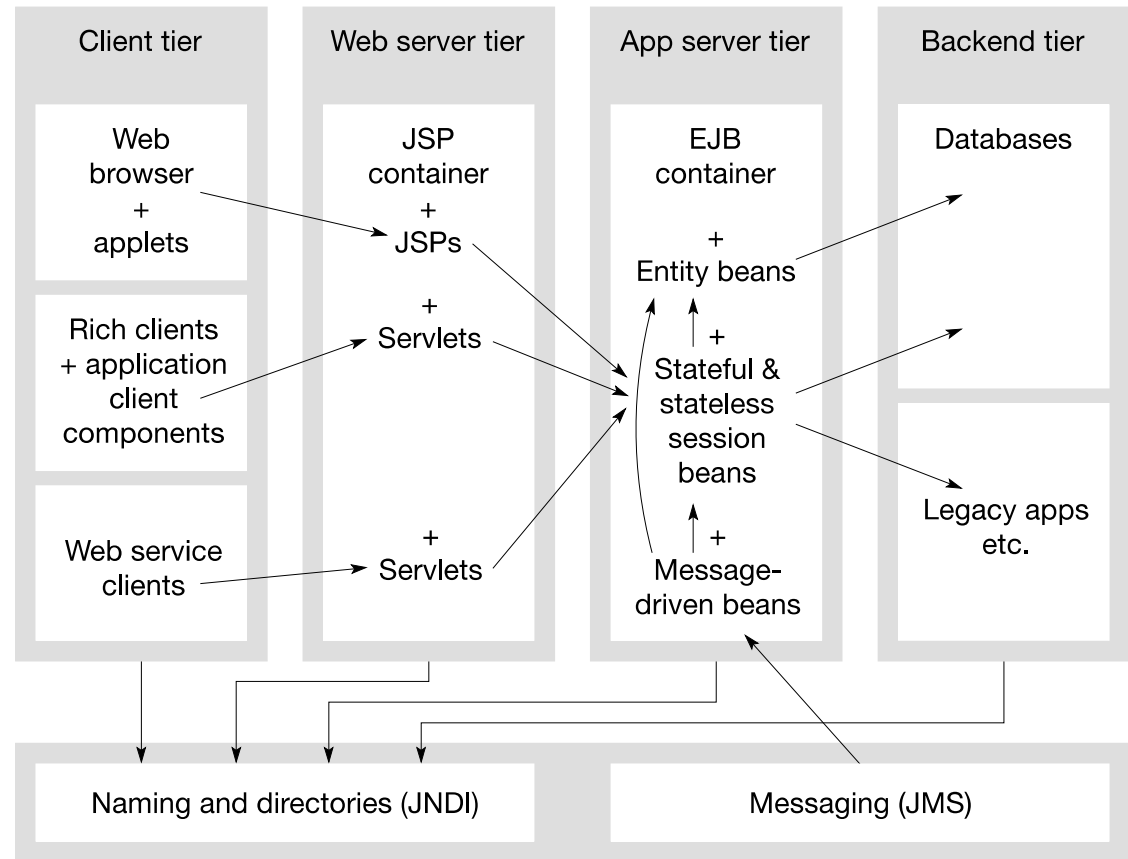 Client tier
Web
browser
+
applets
Rich clients
+ application
client
components
Web service
clients
Web server tier
JSP
container
+
JSPs
+
Servlets
+
Servlets
App server tier
EJB
container
+
Entity beans
+
Stateful &
stateless
session
beans
+
Message-
driven beans
Backend tier
Databases
Legacy apps
etc.
Naming and directories (JNDI)
Messaging (JMS)